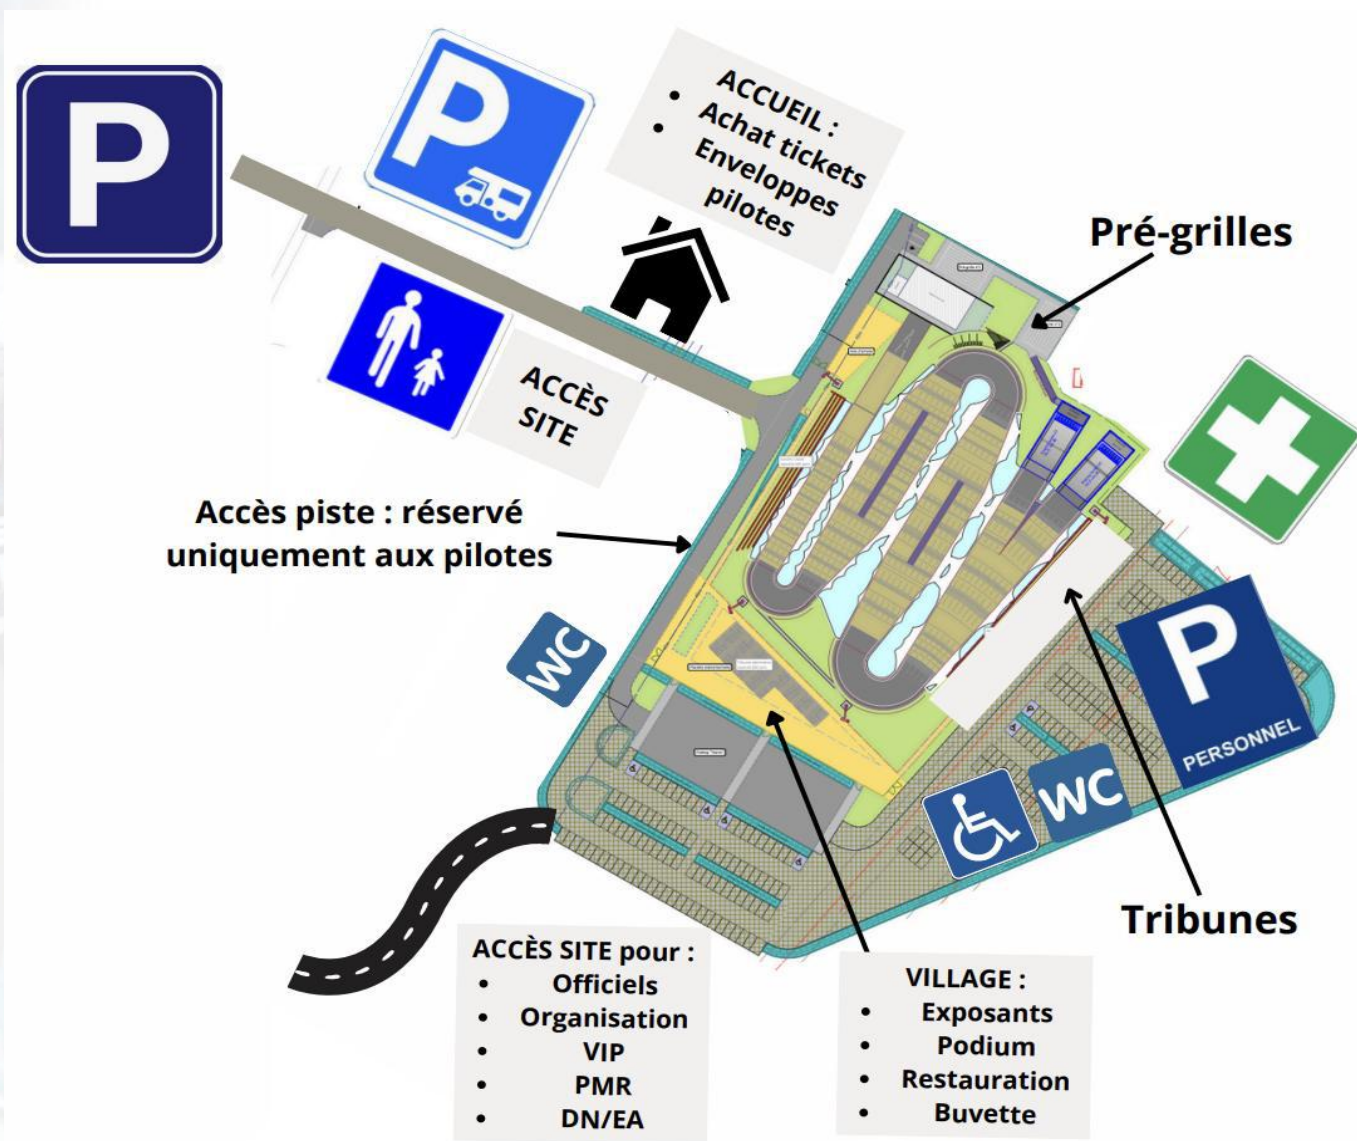 P
P
ACCUEIL :
• Achat tickets
• Enveloppes
pilotes
Pré-grilles
ACCÈS
SITE
Accès piste : réservé
uniquement aux pilotes
WC
P
PERSONNEL
WC
Tribunes
ACCÈS SITE pour :
• Officiels
• Organisation
• VIP
• PMR
• DN/EA
VILLAGE :
• Exposants
• Podium
• Restauration
• Buvette